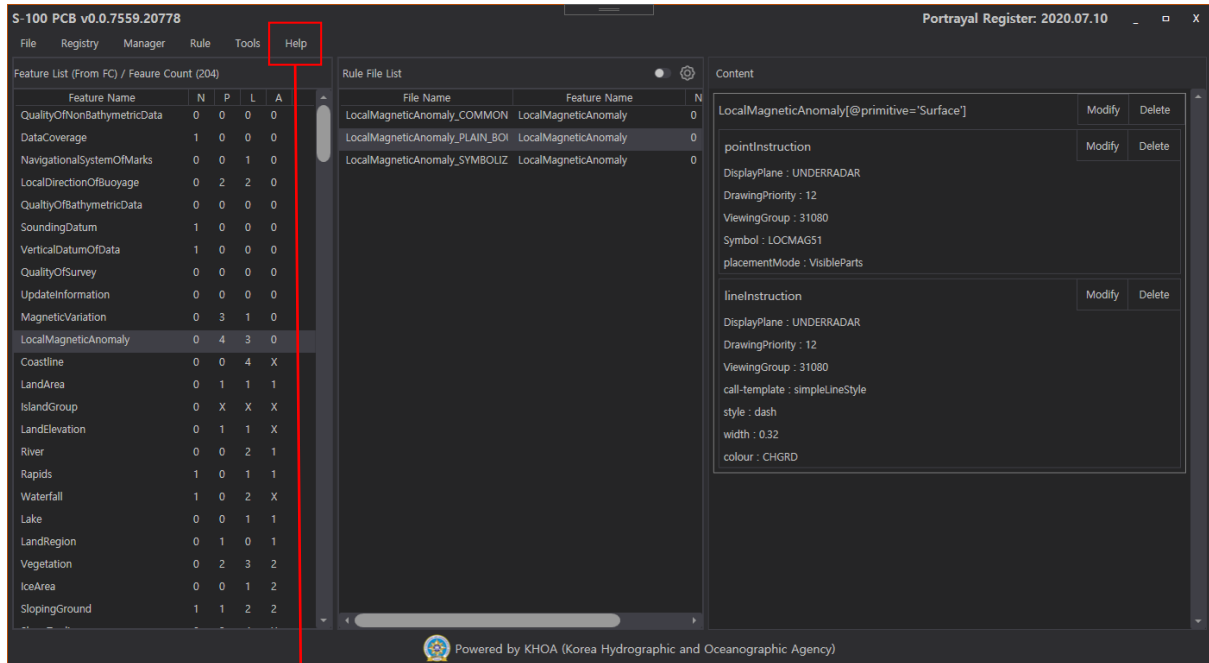 S-100 PCB v0.0.7559.20778
Portrayal Register: 2020.07.10 _ X
File Registry Manager Rule Tools Help
Feature List (From FC) / Feaure Count (204)
Feature Name N P L A
QualityOfNonBathymetricData 0 0 0 0
DataCoverage 1 0 0 0
NavigationalSystemOfMarks 0 0 1 0
LocalDirectionOfBuoyage 0 2 2 0
QualtiyOfBathymetricData 0 0 0 0
SoundingDatum 1 0 0 0
VerticalDatumOfData 1 0 0 0
QualityOfSurvey 0 0 0 0
UpdateInformation 0 0 0 0
MagneticVariation 0 3 1 0
LocalMagneticAnomaly 0 4 3 0
Coastline 0 0 4 X
LandArea 0 1 1 1
IslandGroup 0 X X X
LandElevation 0 1 1 X
River 0 0 2 1
Rapids 1 0 1 1
Waterfall 1 0 2 X
Lake 0 0 1 1
LandRegion 0 1 0 1
Vegetation 0 2 3 2
IceArea 0 0 1 2
SlopingGround 1 1 2 2
Rule File List
File Name Feature Name N
LocalMagneticAnomaly_COMMON LocalMagneticAnomaly 0
LocalMagneticAnomaly_PLAIN_BOU LocalMagneticAnomaly 0
LocalMagneticAnomaly_SYMBOLIZ LocalMagneticAnomaly 0
Content
LocalMagneticAnomaly[@primitive='Surface'] Modify Delete
pointInstruction Modify Delete
DisplayPlane : UNDERRADAR
DrawingPriority : 12
ViewingGroup : 31080
Symbol : LOCMAG51
placementMode : VisibleParts
lineInstruction Modify Delete
DisplayPlane : UNDERRADAR
DrawingPriority : 12
ViewingGroup : 31080
call-template : simpleLineStyle
style : dash
width : 0.32
colour : CHGRD
Powered by KHOA (Korea Hydrographic and Oceanographic Agency)